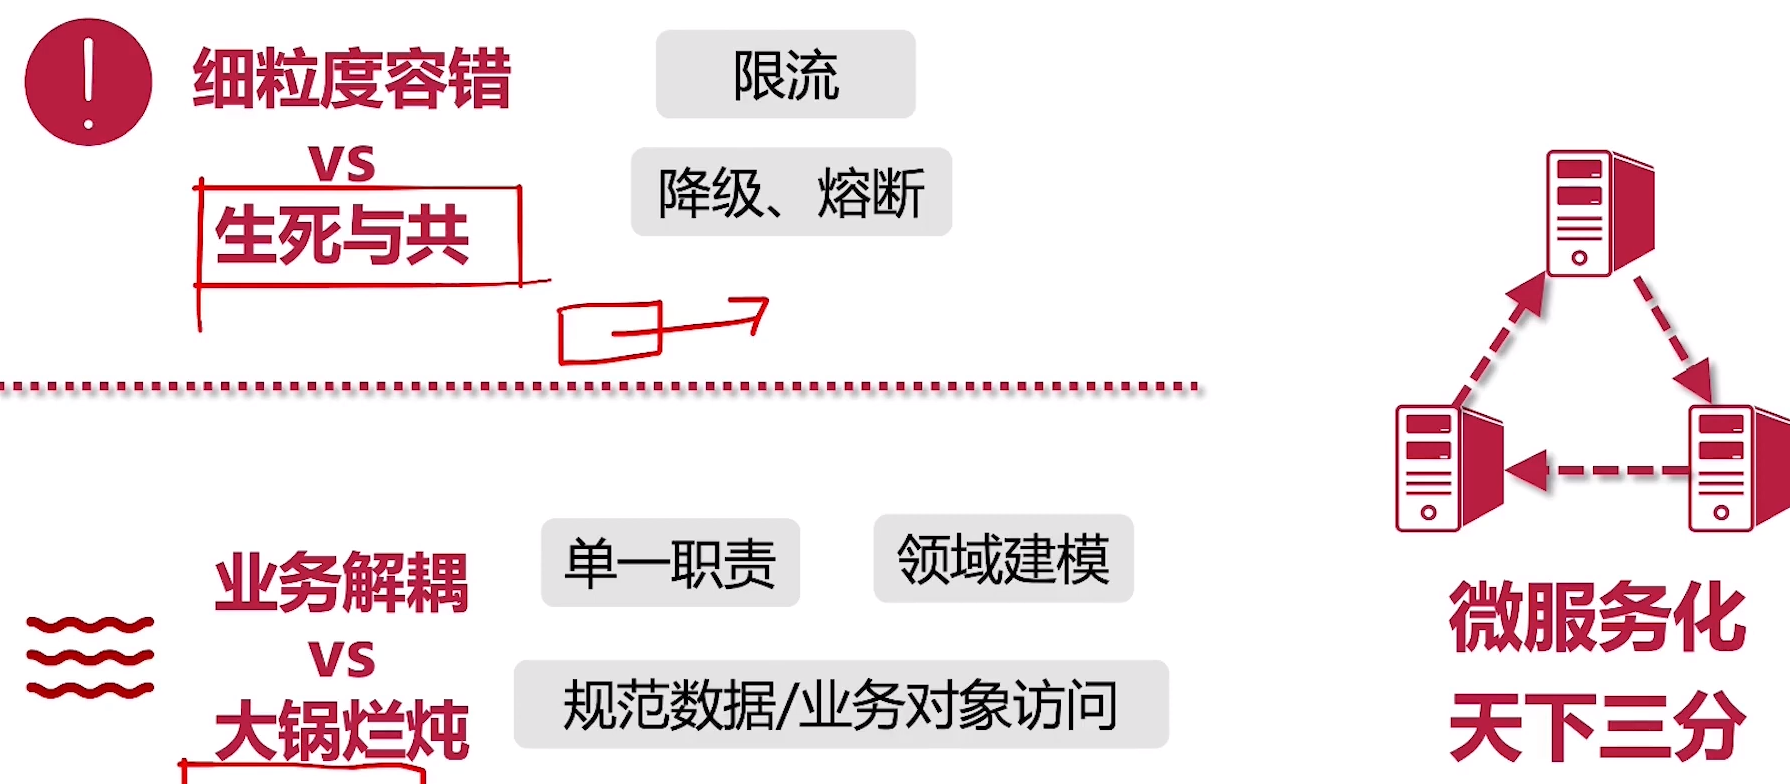 细粒度容错
vs
生死与共
限流
降级、熔断
业务解耦
vs
大锅烂炖
单一职责
领域建模
规范数据/业务对象访问
微服务化
天下三分